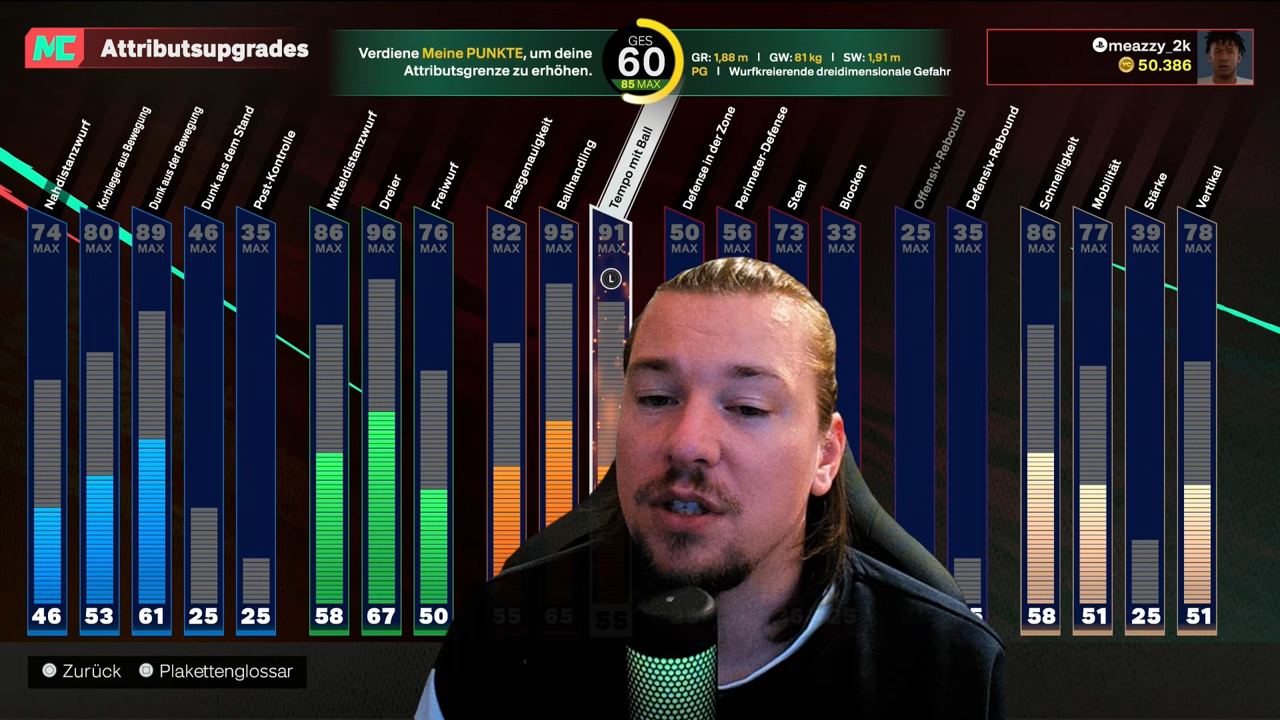 MC Attributsupgrades
Verdiene Meine PUNKTE, um deine
Attributsgrenze zu erhöhen.
GES
60
85 MAX
GR: 1,88 m | GW: 81 kg | SW: 1,91 m
PG | Wurfkreierende dreidimensionale Gefahr
meazzy_2k
VC 50.386
Nahdistanzwurf
Korbleger aus Bewegung
Dunk aus der Bewegung
Dunk aus dem Stand
Post-Kontrolle
Mitteldistanzwurf
Dreier
Freiwurf
Passgenauigkeit
Ballhandling
Tempo mit Ball
Defense in der Zone
Perimeter-Defense
Steal
Blocken
Offensiv-Rebound
Defensiv-Rebound
Schnelligkeit
Mobilität
Stärke
Vertikal
74 80 89 46 35 86 96 76 82 95 91 50 56 73 33 25 35 86 77 39 78
MAX MAX MAX MAX MAX MAX MAX MAX MAX MAX MAX MAX MAX MAX MAX MAX MAX MAX MAX MAX MAX
L
46 53 61 25 25 58 67 50 55 65 55 58 51 25 51
Zurück Plakettenglossar